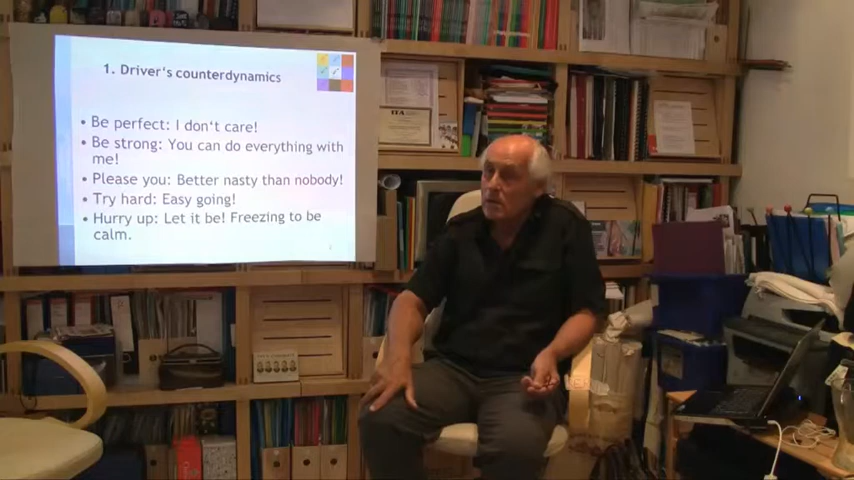 1. Driver's counterdynamics
• Be perfect: I don't care!
• Be strong: You can do everything with
me!
• Please you: Better nasty than nobody!
• Try hard: Easy going!
• Hurry up: Let it be! Freezing to be
calm.
ITA